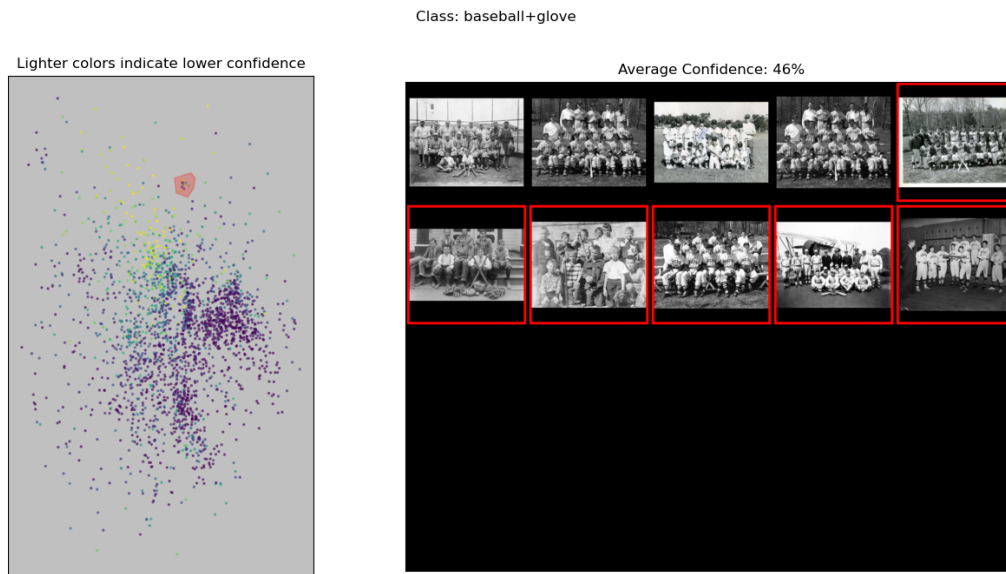 Class: baseball+glove
Lighter colors indicate lower confidence
Average Confidence: 46%